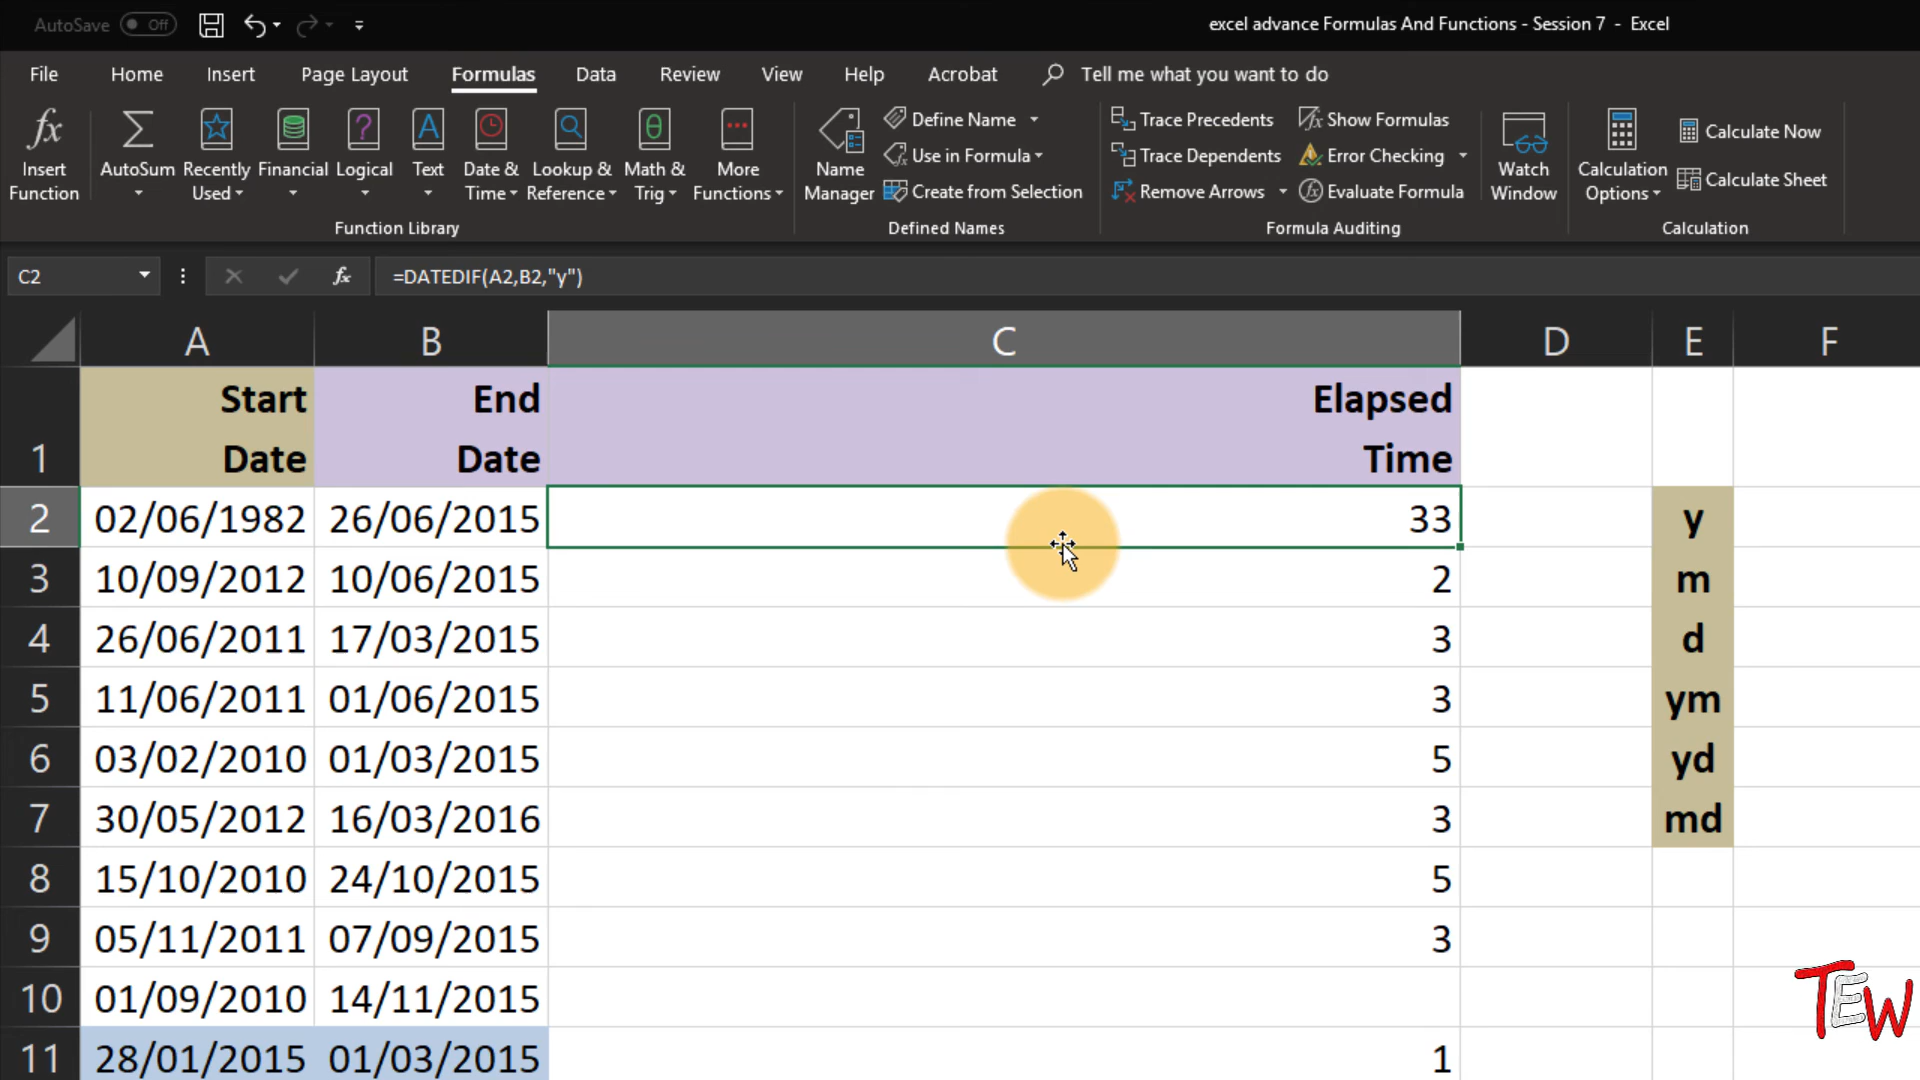 AutoSave Off
excel advance Formulas And Functions - Session 7 - Excel
File Home Insert Page Layout Formulas Data Review View Help Acrobat Tell me what you want to do
Insert Function
AutoSum
Recently Used
Financial
Logical
Text
Date & Time
Lookup & Reference
Math & Trig
More Functions
Function Library
Name Manager
Define Name
Use in Formula
Create from Selection
Defined Names
Trace Precedents
Trace Dependents
Remove Arrows
Show Formulas
Error Checking
Evaluate Formula
Formula Auditing
Watch Window
Calculation Options
Calculate Now
Calculate Sheet
Calculation
C2 fx =DATEDIF(A2,B2,"y")
A B C D E F
Start End Elapsed
1 Date Date Time
2 02/06/1982 26/06/2015 33 y
3 10/09/2012 10/06/2015 2 m
4 26/06/2011 17/03/2015 3 d
5 11/06/2011 01/06/2015 3 ym
6 03/02/2010 01/03/2015 5 yd
7 30/05/2012 16/03/2016 3 md
8 15/10/2010 24/10/2015 5
9 05/11/2011 07/09/2015 3
10 01/09/2010 14/11/2015
11 28/01/2015 01/03/2015 1
TEW